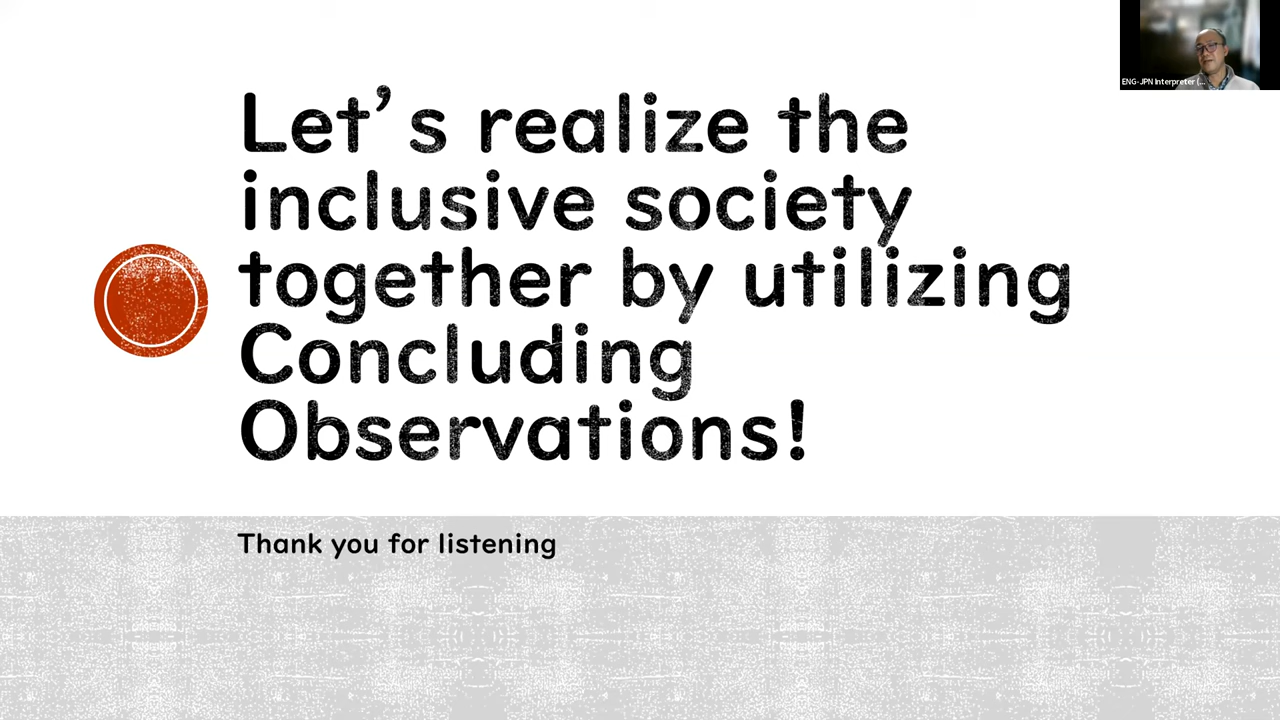 Let's realize the
inclusive society
together by utilizing
Concluding
Observations!
Thank you for listening
ENG-JPN Interpreter (...